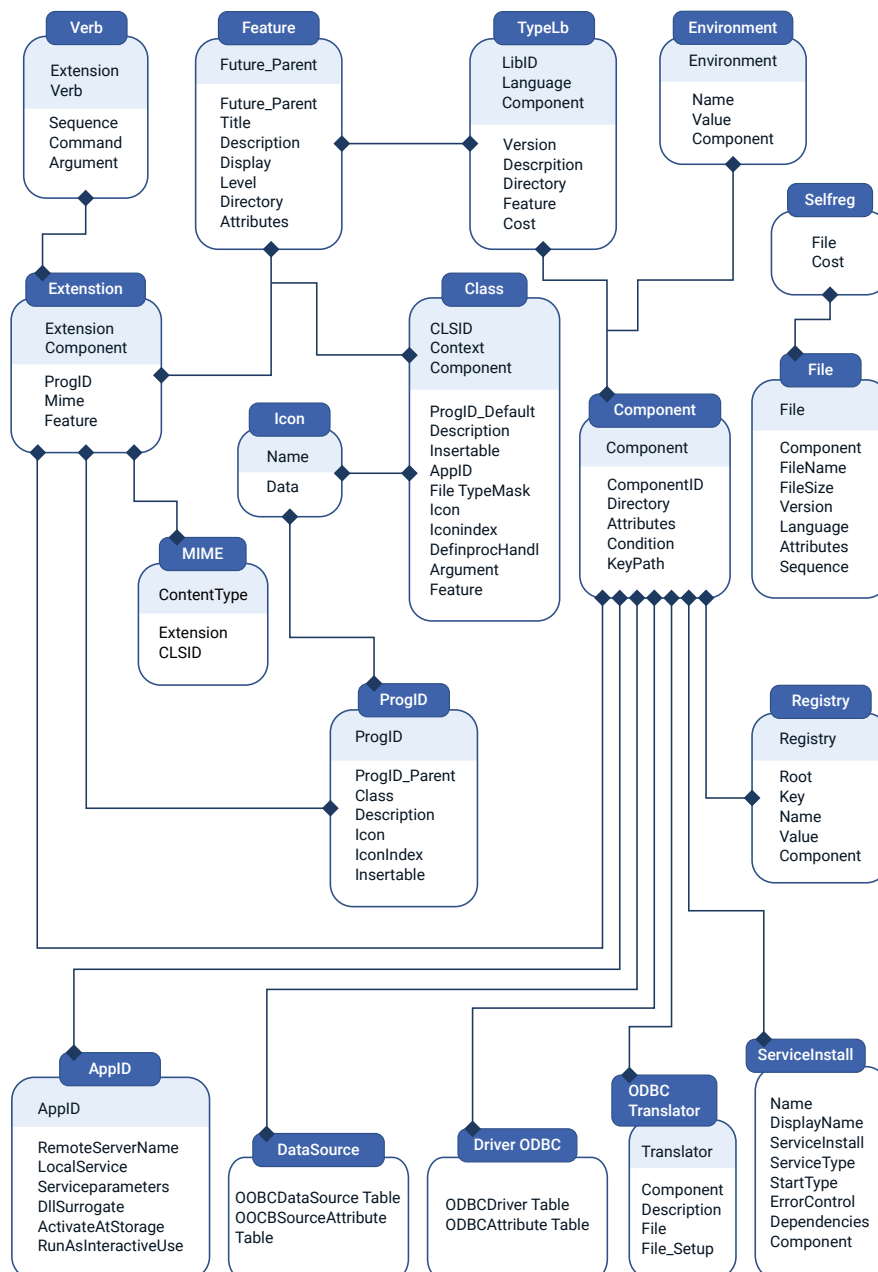 Verb
Extension
Verb
Sequence
Command
Argument
Feature
Future_Parent
Future_Parent
Title
Description
Display
Level
Directory
Attributes
TypeLb
LibID
Language
Component
Version
Descrpition
Directory
Feature
Cost
Environment
Environment
Name
Value
Component
Selfreg
File
Cost
Extenstion
Extension
Component
ProgID
Mime
Feature
Class
CLSID
Context
Component
ProgID_Default
Description
Insertable
AppID
File TypeMask
Icon
Iconindex
DefinprocHandl
Argument
Feature
Icon
Name
Data
Component
Component
ComponentID
Directory
Attributes
Condition
KeyPath
File
File
Component
FileName
FileSize
Version
Language
Attributes
Sequence
MIME
ContentType
Extension
CLSID
ProgID
ProgID
ProgID_Parent
Class
Description
Icon
IconIndex
Insertable
Registry
Registry
Root
Key
Name
Value
Component
AppID
AppID
RemoteServerName
LocalService
Serviceparameters
DllSurrogate
ActivateAtStorage
RunAsInteractiveUse
DataSource
OOBCDataSource Table
OOCBSourceAttribute
Table
Driver ODBC
ODBCDriver Table
ODBCAttribute Table
ODBC
Translator
Translator
Component
Description
File
File_Setup
ServiceInstall
Name
DisplayName
ServiceInstall
ServiceType
StartType
ErrorControl
Dependencies
Component